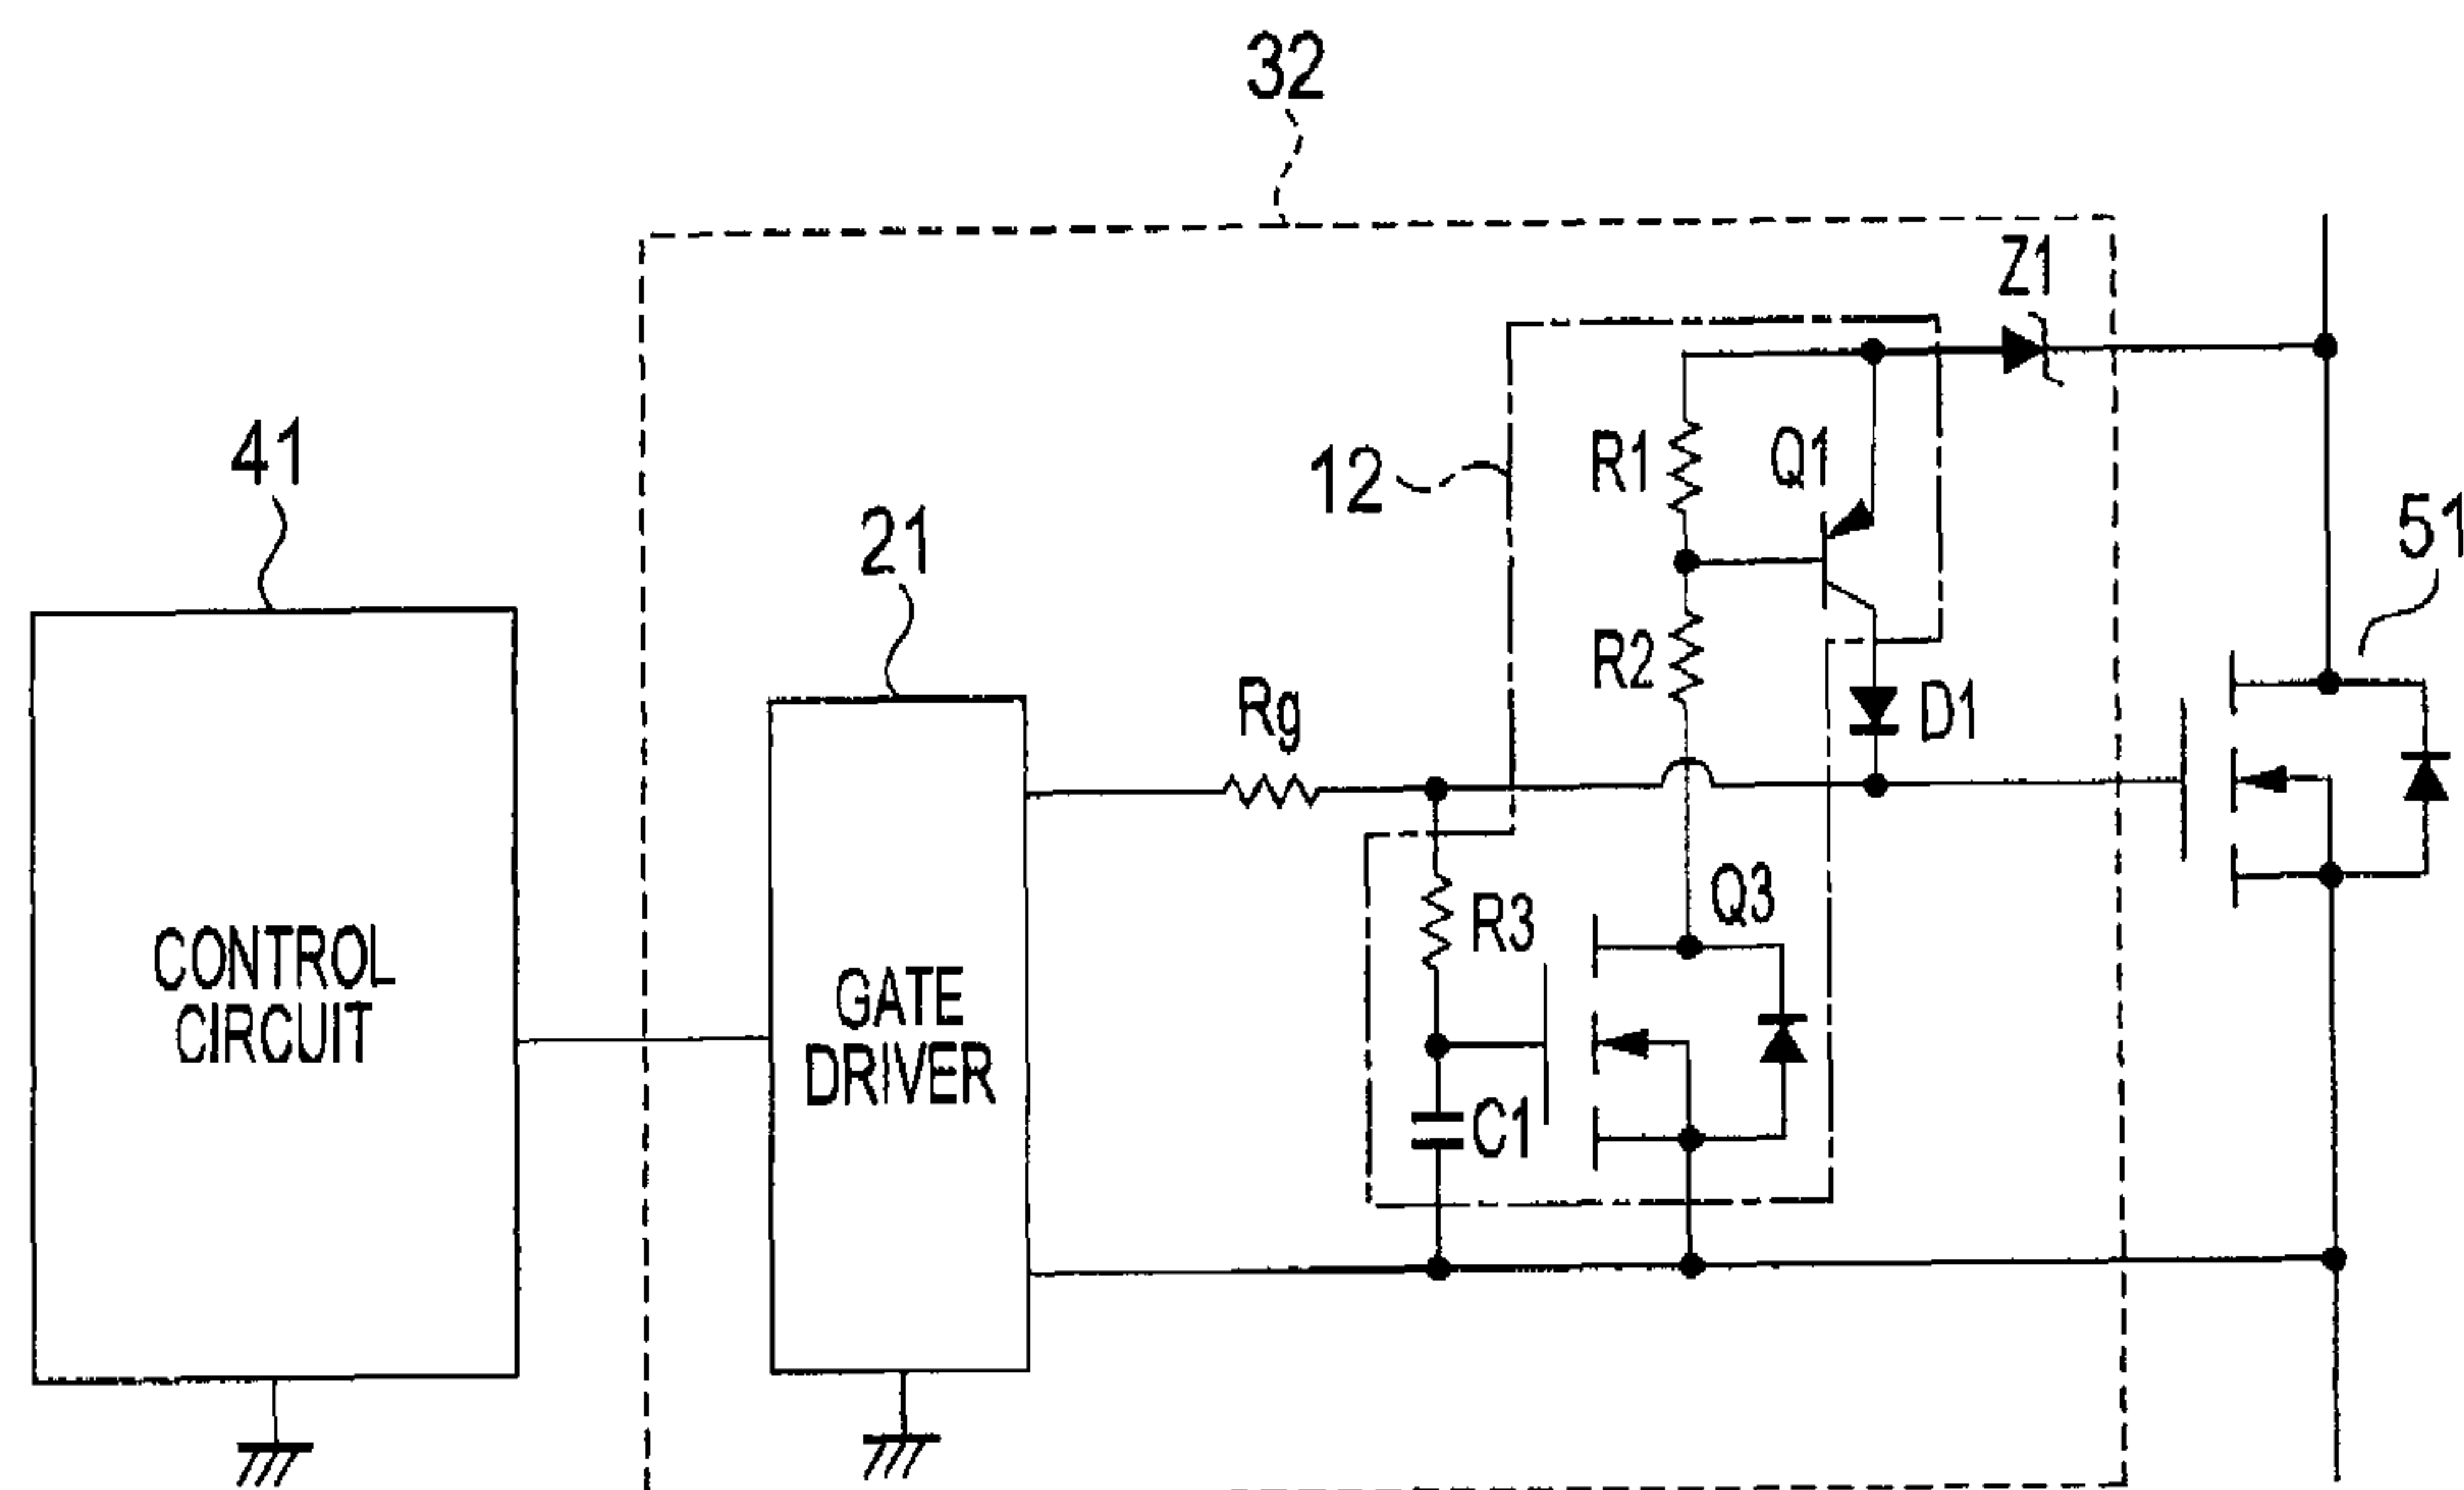 32
Z1
41
12
R1
Q1
51
21
R2
Rg
D1
Q3
R3
CONTROL
CIRCUIT
GATE
DRIVER
C1